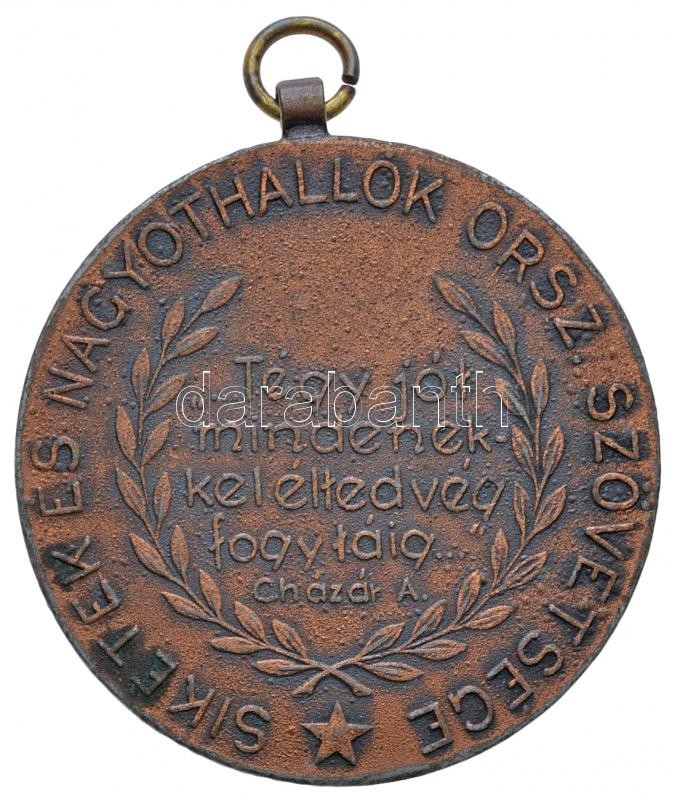 SIKETEK ÉS NAGYOTHALLÓK ORSZ. SZÖVETSÉGE
„Tégy jót
mindenek-
kel éltedvég
fogytáig..."
Cházár A.
darabanth